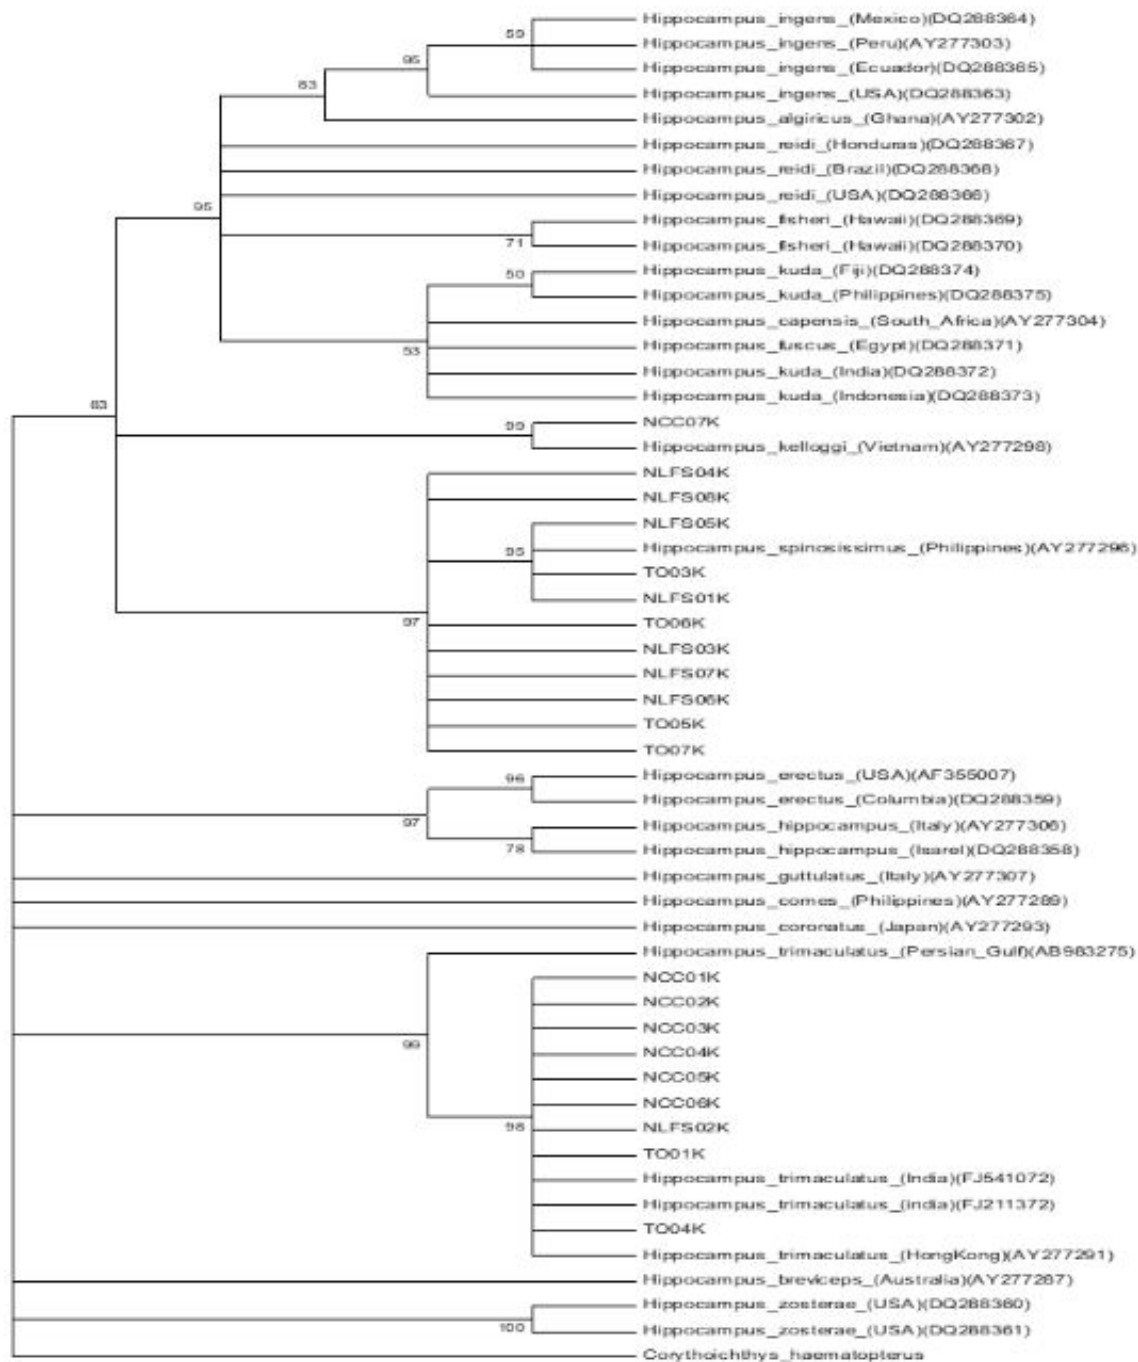 Hippocampus_ingens_(Mexico)(DQ288364)
59
Hippocampus_ingens_(Peru)(AY277303)
95
Hippocampus_ingens_(Ecuador)(DQ288365)
83
Hippocampus_ingens_(USA)(DQ288363)
Hippocampus_algiricus_(Ghana)(AY277302)
Hippocampus_reidi_(Honduras)(DQ288367)
Hippocampus_reidi_(Brazil)(DQ288368)
Hippocampus_reidi_(USA)(DQ288366)
95
Hippocampus_fisheri_(Hawaii)(DQ288369)
71
Hippocampus_fisheri_(Hawaii)(DQ288370)
50
Hippocampus_kuda_(Fiji)(DQ288374)
Hippocampus_kuda_(Philippines)(DQ288375)
Hippocampus_capensis_(South_Africa)(AY277304)
53
Hippocampus_fuscus_(Egypt)(DQ288371)
Hippocampus_kuda_(India)(DQ288372)
Hippocampus_kuda_(Indonesia)(DQ288373)
83
99
NCC07K
Hippocampus_kelloggi_(Vietnam)(AY277298)
NLFS04K
NLFS08K
NLFS05K
95
Hippocampus_spinosissimus_(Philippines)(AY277296)
TO03K
NLFS01K
97
TO06K
NLFS03K
NLFS07K
NLFS06K
TO05K
TO07K
96
Hippocampus_erectus_(USA)(AF355007)
Hippocampus_erectus_(Columbia)(DQ288359)
97
Hippocampus_hippocampus_(Italy)(AY277306)
78
Hippocampus_hippocampus_(Isarel)(DQ288358)
Hippocampus_guttulatus_(Italy)(AY277307)
Hippocampus_comes_(Philippines)(AY277289)
Hippocampus_coronatus_(Japan)(AY277293)
Hippocampus_trimaculatus_(Persian_Gulf)(AB983275)
NCC01K
NCC02K
NCC03K
99
NCC04K
NCC05K
NCC06K
98
NLFS02K
TO01K
Hippocampus_trimaculatus_(India)(FJ541072)
Hippocampus_trimaculatus_(india)(FJ211372)
TO04K
Hippocampus_trimaculatus_(HongKong)(AY277291)
Hippocampus_breviceps_(Australia)(AY277287)
Hippocampus_zosterae_(USA)(DQ288360)
100
Hippocampus_zosterae_(USA)(DQ288361)
Corythoichthys_haematopterus